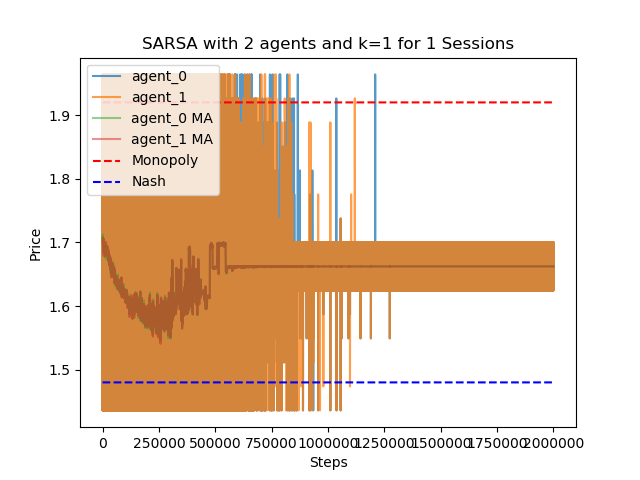 SARSA with 2 agents and k=1 for 1 Sessions
agent_0
agent_1
agent_0 MA
agent_1 MA
Monopoly
Nash
Price
1.9
1.8
1.7
1.6
1.5
0 250000 500000 750000 1000000 1250000 1500000 1750000 2000000
Steps